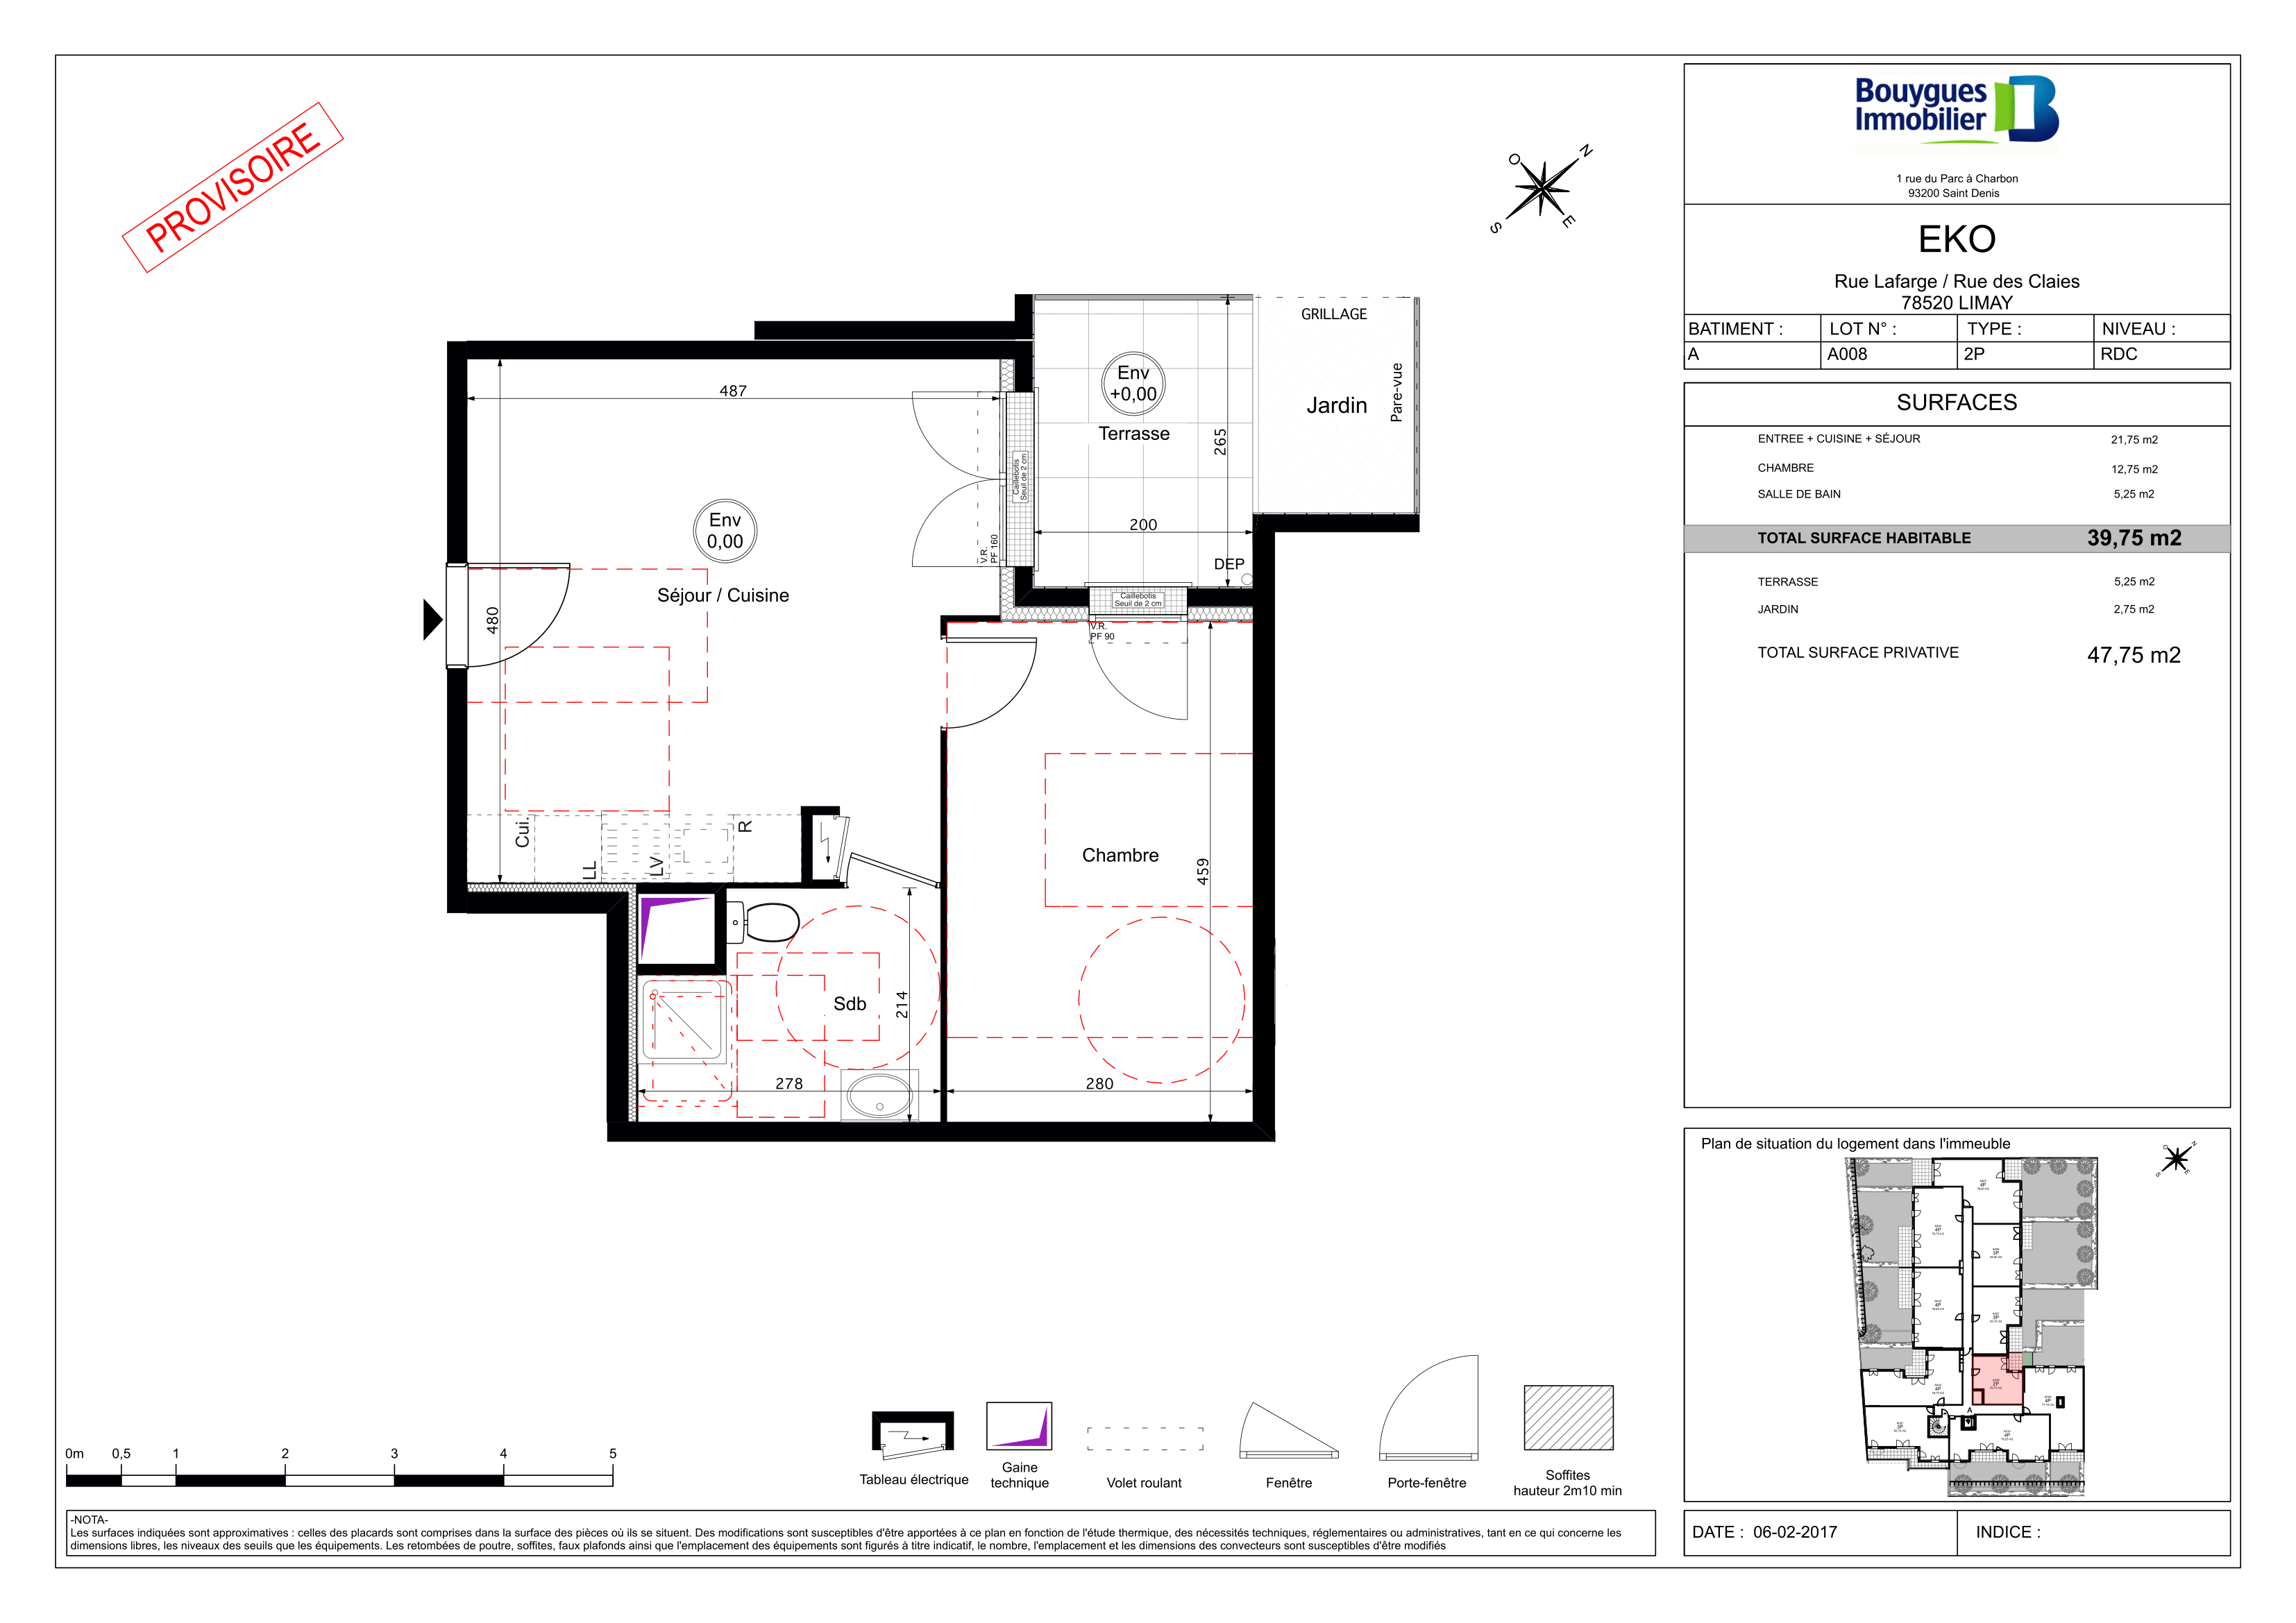 PROVISOIRE
O
N
S
E
Bouygues
Immobilier
1 rue du Parc à Charbon
93200 Saint Denis
EKO
Rue Lafarge / Rue des Claies
78520 LIMAY
BATIMENT : LOT N° : TYPE : NIVEAU :
A A008 2P RDC
SURFACES
ENTREE + CUISINE + SÉJOUR 21,75 m2
CHAMBRE 12,75 m2
SALLE DE BAIN 5,25 m2
TOTAL SURFACE HABITABLE 39,75 m2
TERRASSE 5,25 m2
JARDIN 2,75 m2
TOTAL SURFACE PRIVATIVE 47,75 m2
GRILLAGE
Env
+0,00
Terrasse
Jardin
Pare-vue
265
200
DEP
487
Caillebotis
Seuil de 2 cm
V.R.
PF 160
Env
0,00
Séjour / Cuisine
480
Caillebotis
Seuil de 2 cm
V.R.
PF 90
Cui.
LL
LV
R
Chambre
459
Sdb
214
278
280
Plan de situation du logement dans l'immeuble
O
N
S
E
A
0m 0,5 1 2 3 4 5
Tableau électrique
Gaine
technique
Volet roulant
Fenêtre
Porte-fenêtre
Soffites
hauteur 2m10 min
-NOTA-
Les surfaces indiquées sont approximatives : celles des placards sont comprises dans la surface des pièces où ils se situent. Des modifications sont susceptibles d'être apportées à ce plan en fonction de l'étude thermique, des nécessités techniques, réglementaires ou administratives, tant en ce qui concerne les
dimensions libres, les niveaux des seuils que les équipements. Les retombées de poutre, soffites, faux plafonds ainsi que l'emplacement des équipements sont figurés à titre indicatif, le nombre, l'emplacement et les dimensions des convecteurs sont susceptibles d'être modifiés
DATE : 06-02-2017 INDICE :